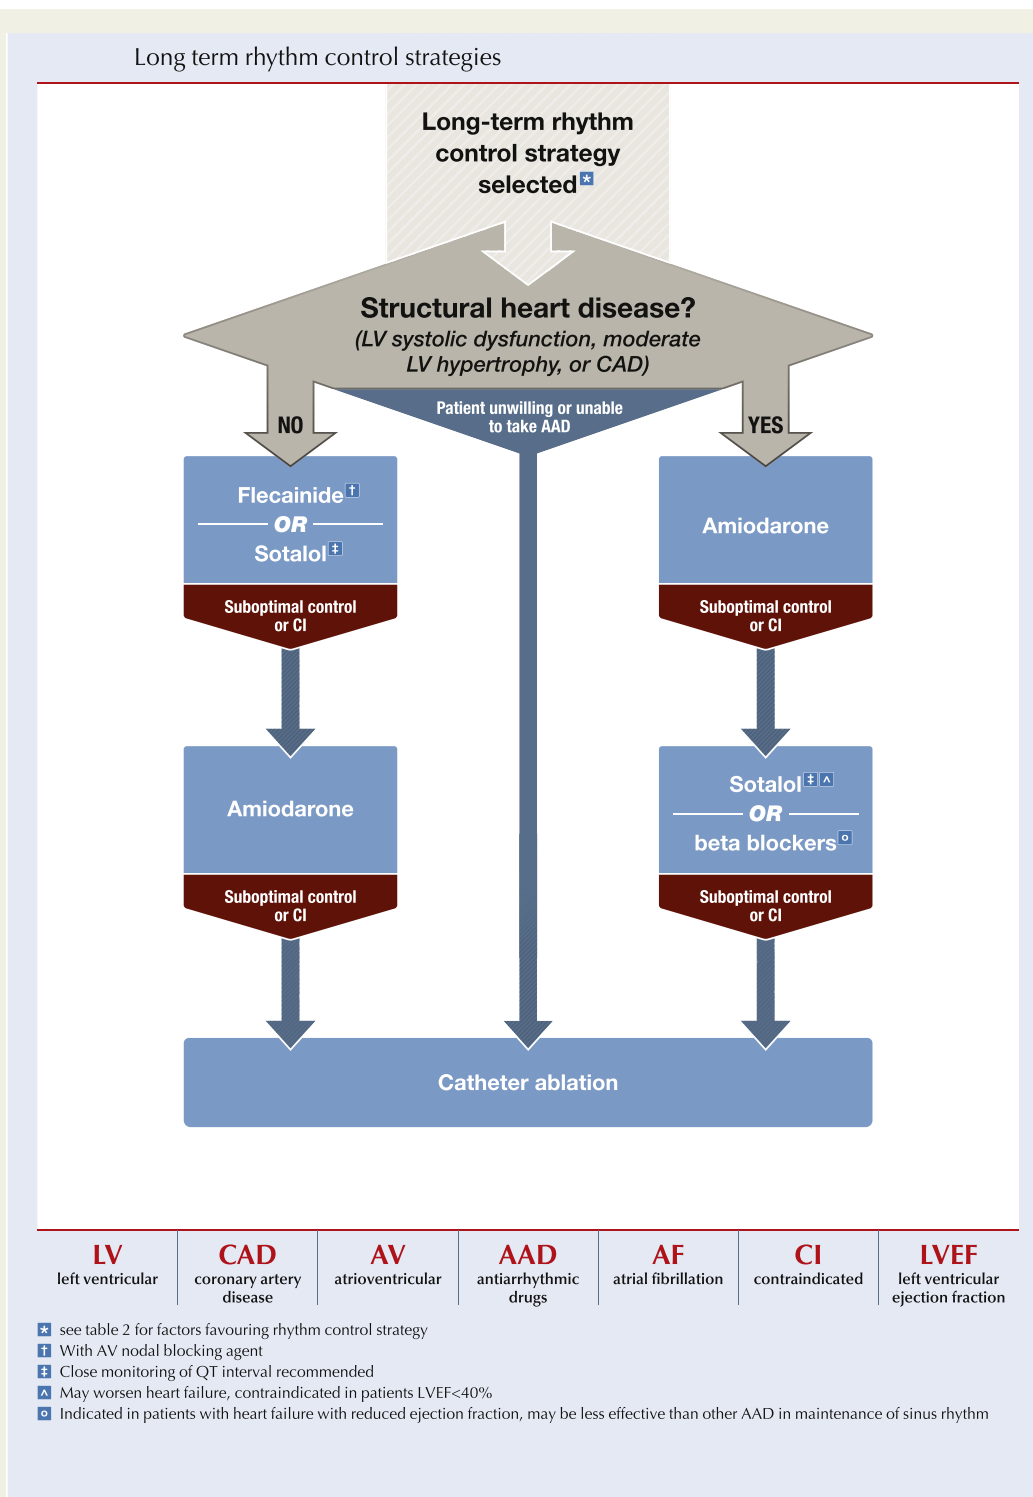 Long term rhythm control strategies
Long-term rhythm
control strategy
selected*
Structural heart disease?
(LV systolic dysfunction, moderate
LV hypertrophy, or CAD)
Patient unwilling or unable
to take AAD
NO
YES
Flecainide†
OR
Sotalol‡
Amiodarone
Suboptimal control
or CI
Suboptimal control
or CI
Amiodarone
Sotalol‡^
OR
beta blockers°
Suboptimal control
or CI
Suboptimal control
or CI
Catheter ablation
LV
left ventricular
CAD
coronary artery
disease
AV
atrioventricular
AAD
antiarrhythmic
drugs
AF
atrial fibrillation
CI
contraindicated
LVEF
left ventricular
ejection fraction
* see table 2 for factors favouring rhythm control strategy
† With AV nodal blocking agent
‡ Close monitoring of QT interval recommended
^ May worsen heart failure, contraindicated in patients LVEF<40%
° Indicated in patients with heart failure with reduced ejection fraction, may be less effective than other AAD in maintenance of sinus rhythm